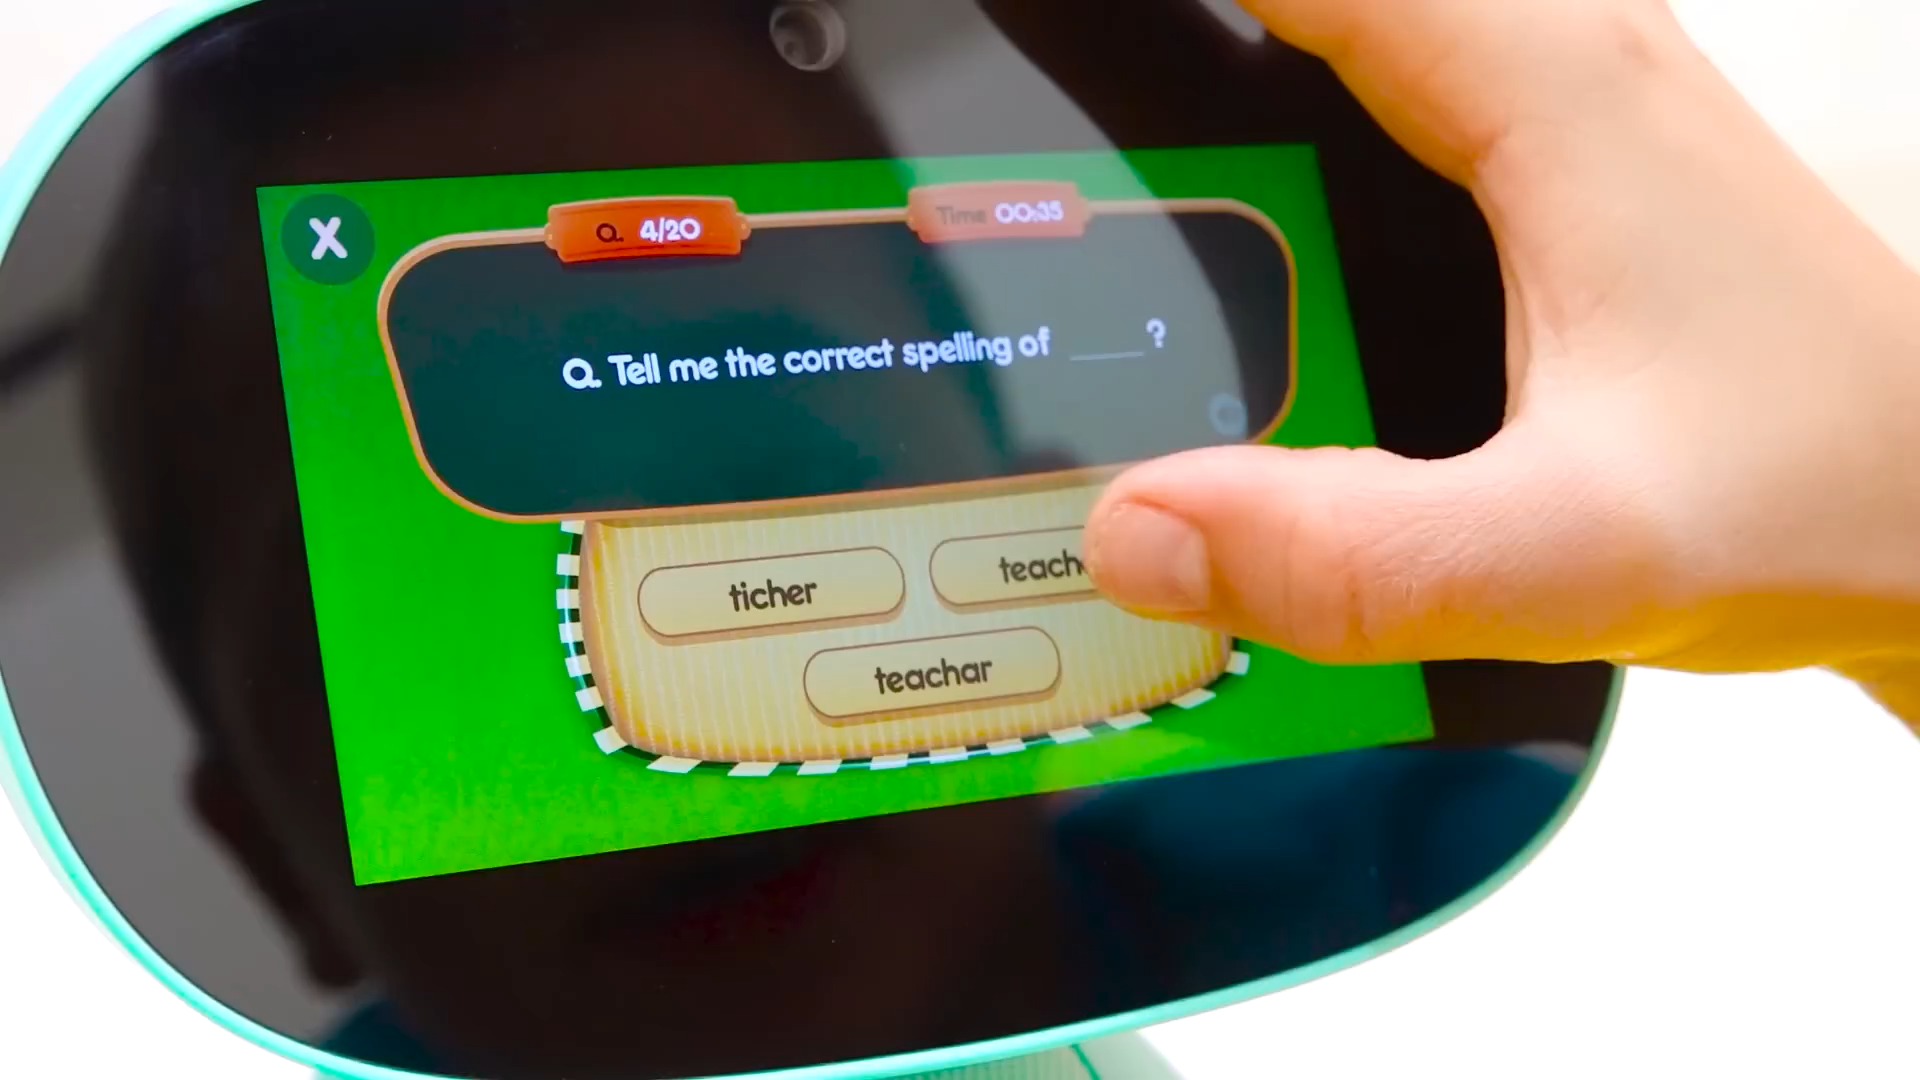 X
Q. 4/20
Time 00:35
Q. Tell me the correct spelling of ____?
ticher
teachar